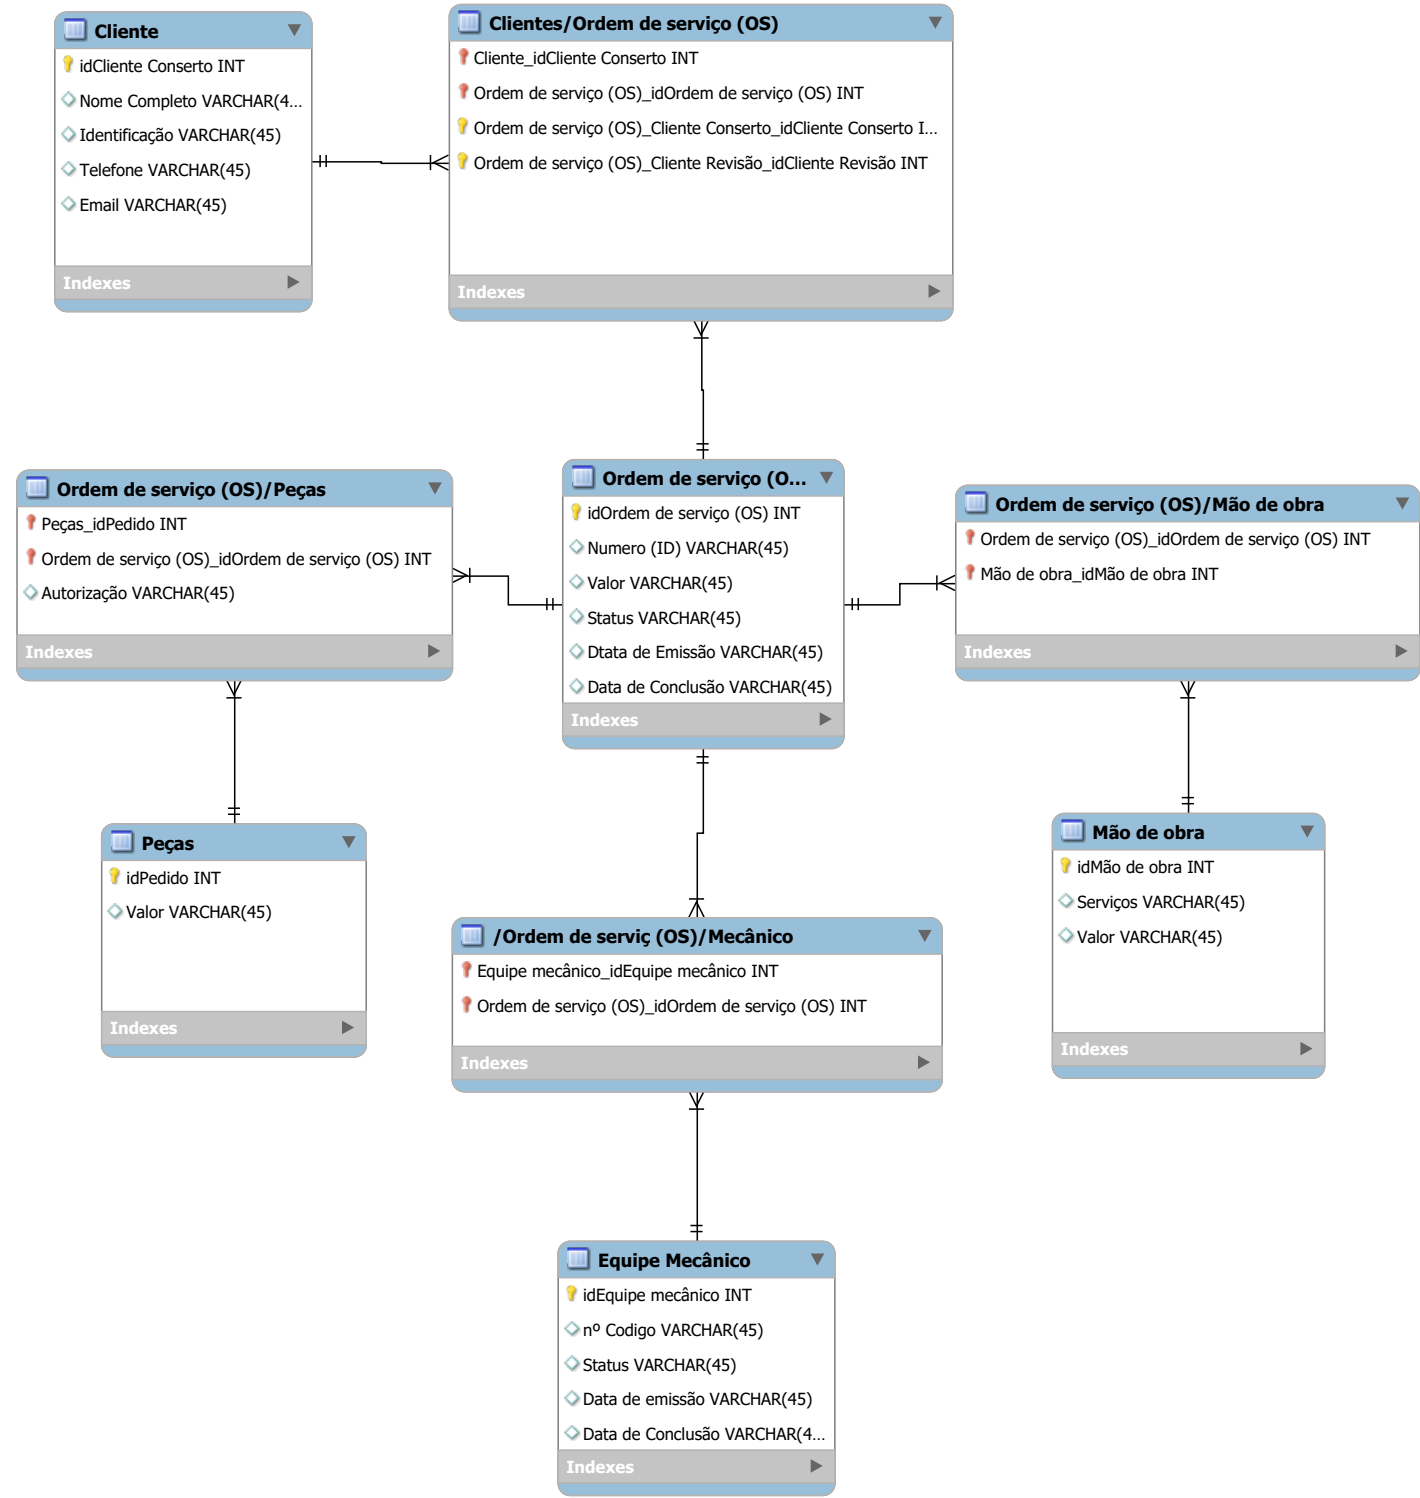 Cliente
idCliente Conserto INT
Nome Completo VARCHAR(4...
Identificação VARCHAR(45)
Telefone VARCHAR(45)
Email VARCHAR(45)
Indexes
Clientes/Ordem de serviço (OS)
Cliente_idCliente Conserto INT
Ordem de serviço (OS)_idOrdem de serviço (OS) INT
Ordem de serviço (OS)_Cliente Conserto_idCliente Conserto I...
Ordem de serviço (OS)_Cliente Revisão_idCliente Revisão INT
Indexes
Ordem de serviço (OS)/Peças
Peças_idPedido INT
Ordem de serviço (OS)_idOrdem de serviço (OS) INT
Autorização VARCHAR(45)
Indexes
Ordem de serviço (O...
idOrdem de serviço (OS) INT
Numero (ID) VARCHAR(45)
Valor VARCHAR(45)
Status VARCHAR(45)
Dtata de Emissão VARCHAR(45)
Data de Conclusão VARCHAR(45)
Indexes
Ordem de serviço (OS)/Mão de obra
Ordem de serviço (OS)_idOrdem de serviço (OS) INT
Mão de obra_idMão de obra INT
Indexes
Peças
idPedido INT
Valor VARCHAR(45)
Indexes
/Ordem de serviç (OS)/Mecânico
Equipe mecânico_idEquipe mecânico INT
Ordem de serviço (OS)_idOrdem de serviço (OS) INT
Indexes
Mão de obra
idMão de obra INT
Serviços VARCHAR(45)
Valor VARCHAR(45)
Indexes
Equipe Mecânico
idEquipe mecânico INT
nº Codigo VARCHAR(45)
Status VARCHAR(45)
Data de emissão VARCHAR(45)
Data de Conclusão VARCHAR(4...
Indexes